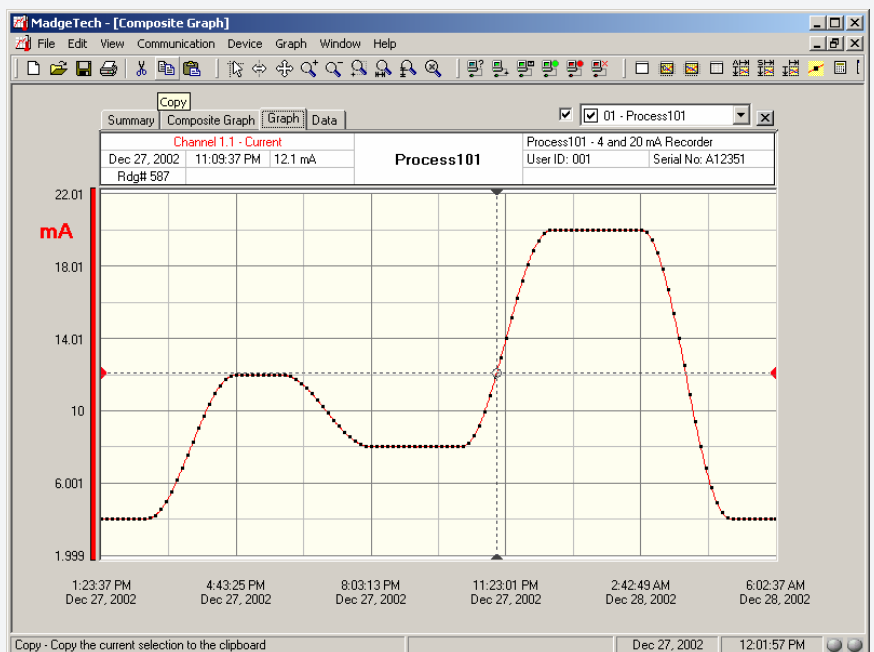 MadgeTech - [Composite Graph]
File Edit View Communication Device Graph Window Help
Copy
Summary Composite Graph Graph Data
01 - Process101
Channel 1.1 - Current
Dec 27, 2002 11:09:37 PM 12.1 mA
Rdg# 587
Process101
Process101 - 4 and 20 mA Recorder
User ID: 001 Serial No: A12351
22.01
mA
18.01
14.01
10
6.001
1.999
1:23:37 PM 4:43:25 PM 8:03:13 PM 11:23:01 PM 2:42:49 AM 6:02:37 AM
Dec 27, 2002 Dec 27, 2002 Dec 27, 2002 Dec 27, 2002 Dec 28, 2002 Dec 28, 2002
Copy - Copy the current selection to the clipboard Dec 27, 2002 12:01:57 PM